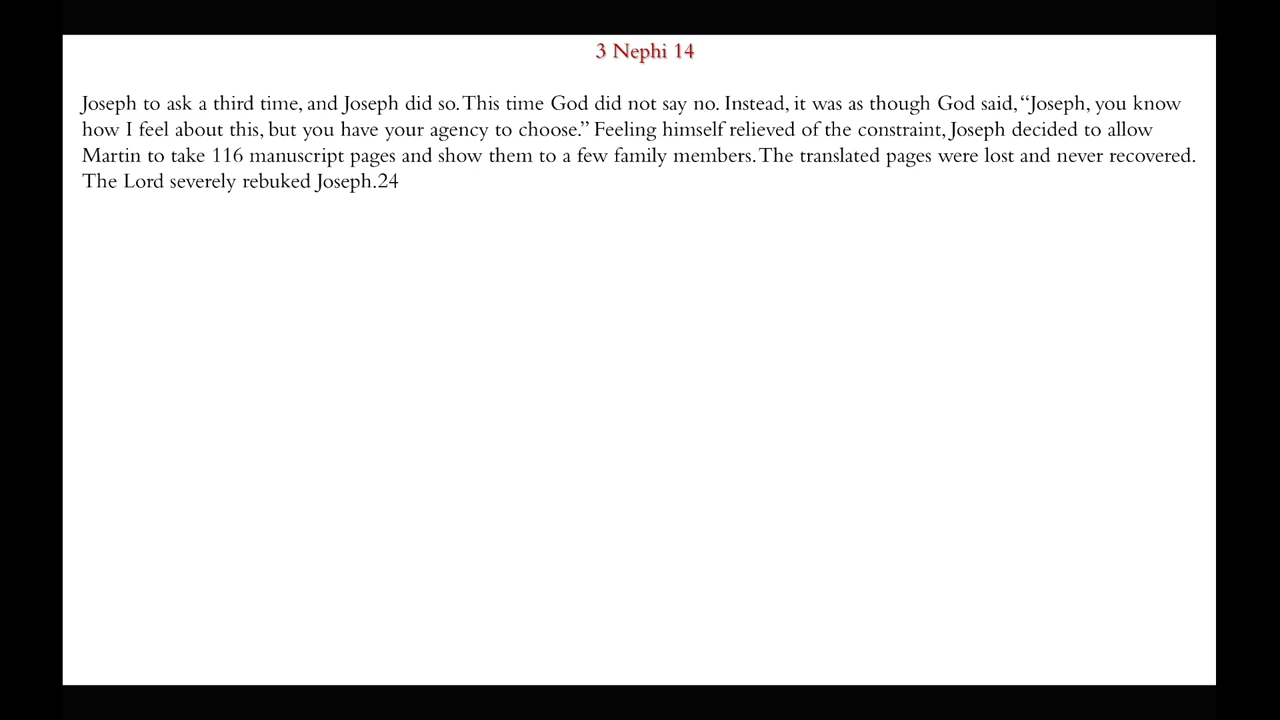 3 Nephi 14
Joseph to ask a third time, and Joseph did so. This time God did not say no. Instead, it was as though God said, “Joseph, you know
how I feel about this, but you have your agency to choose.” Feeling himself relieved of the constraint, Joseph decided to allow
Martin to take 116 manuscript pages and show them to a few family members. The translated pages were lost and never recovered.
The Lord severely rebuked Joseph.24